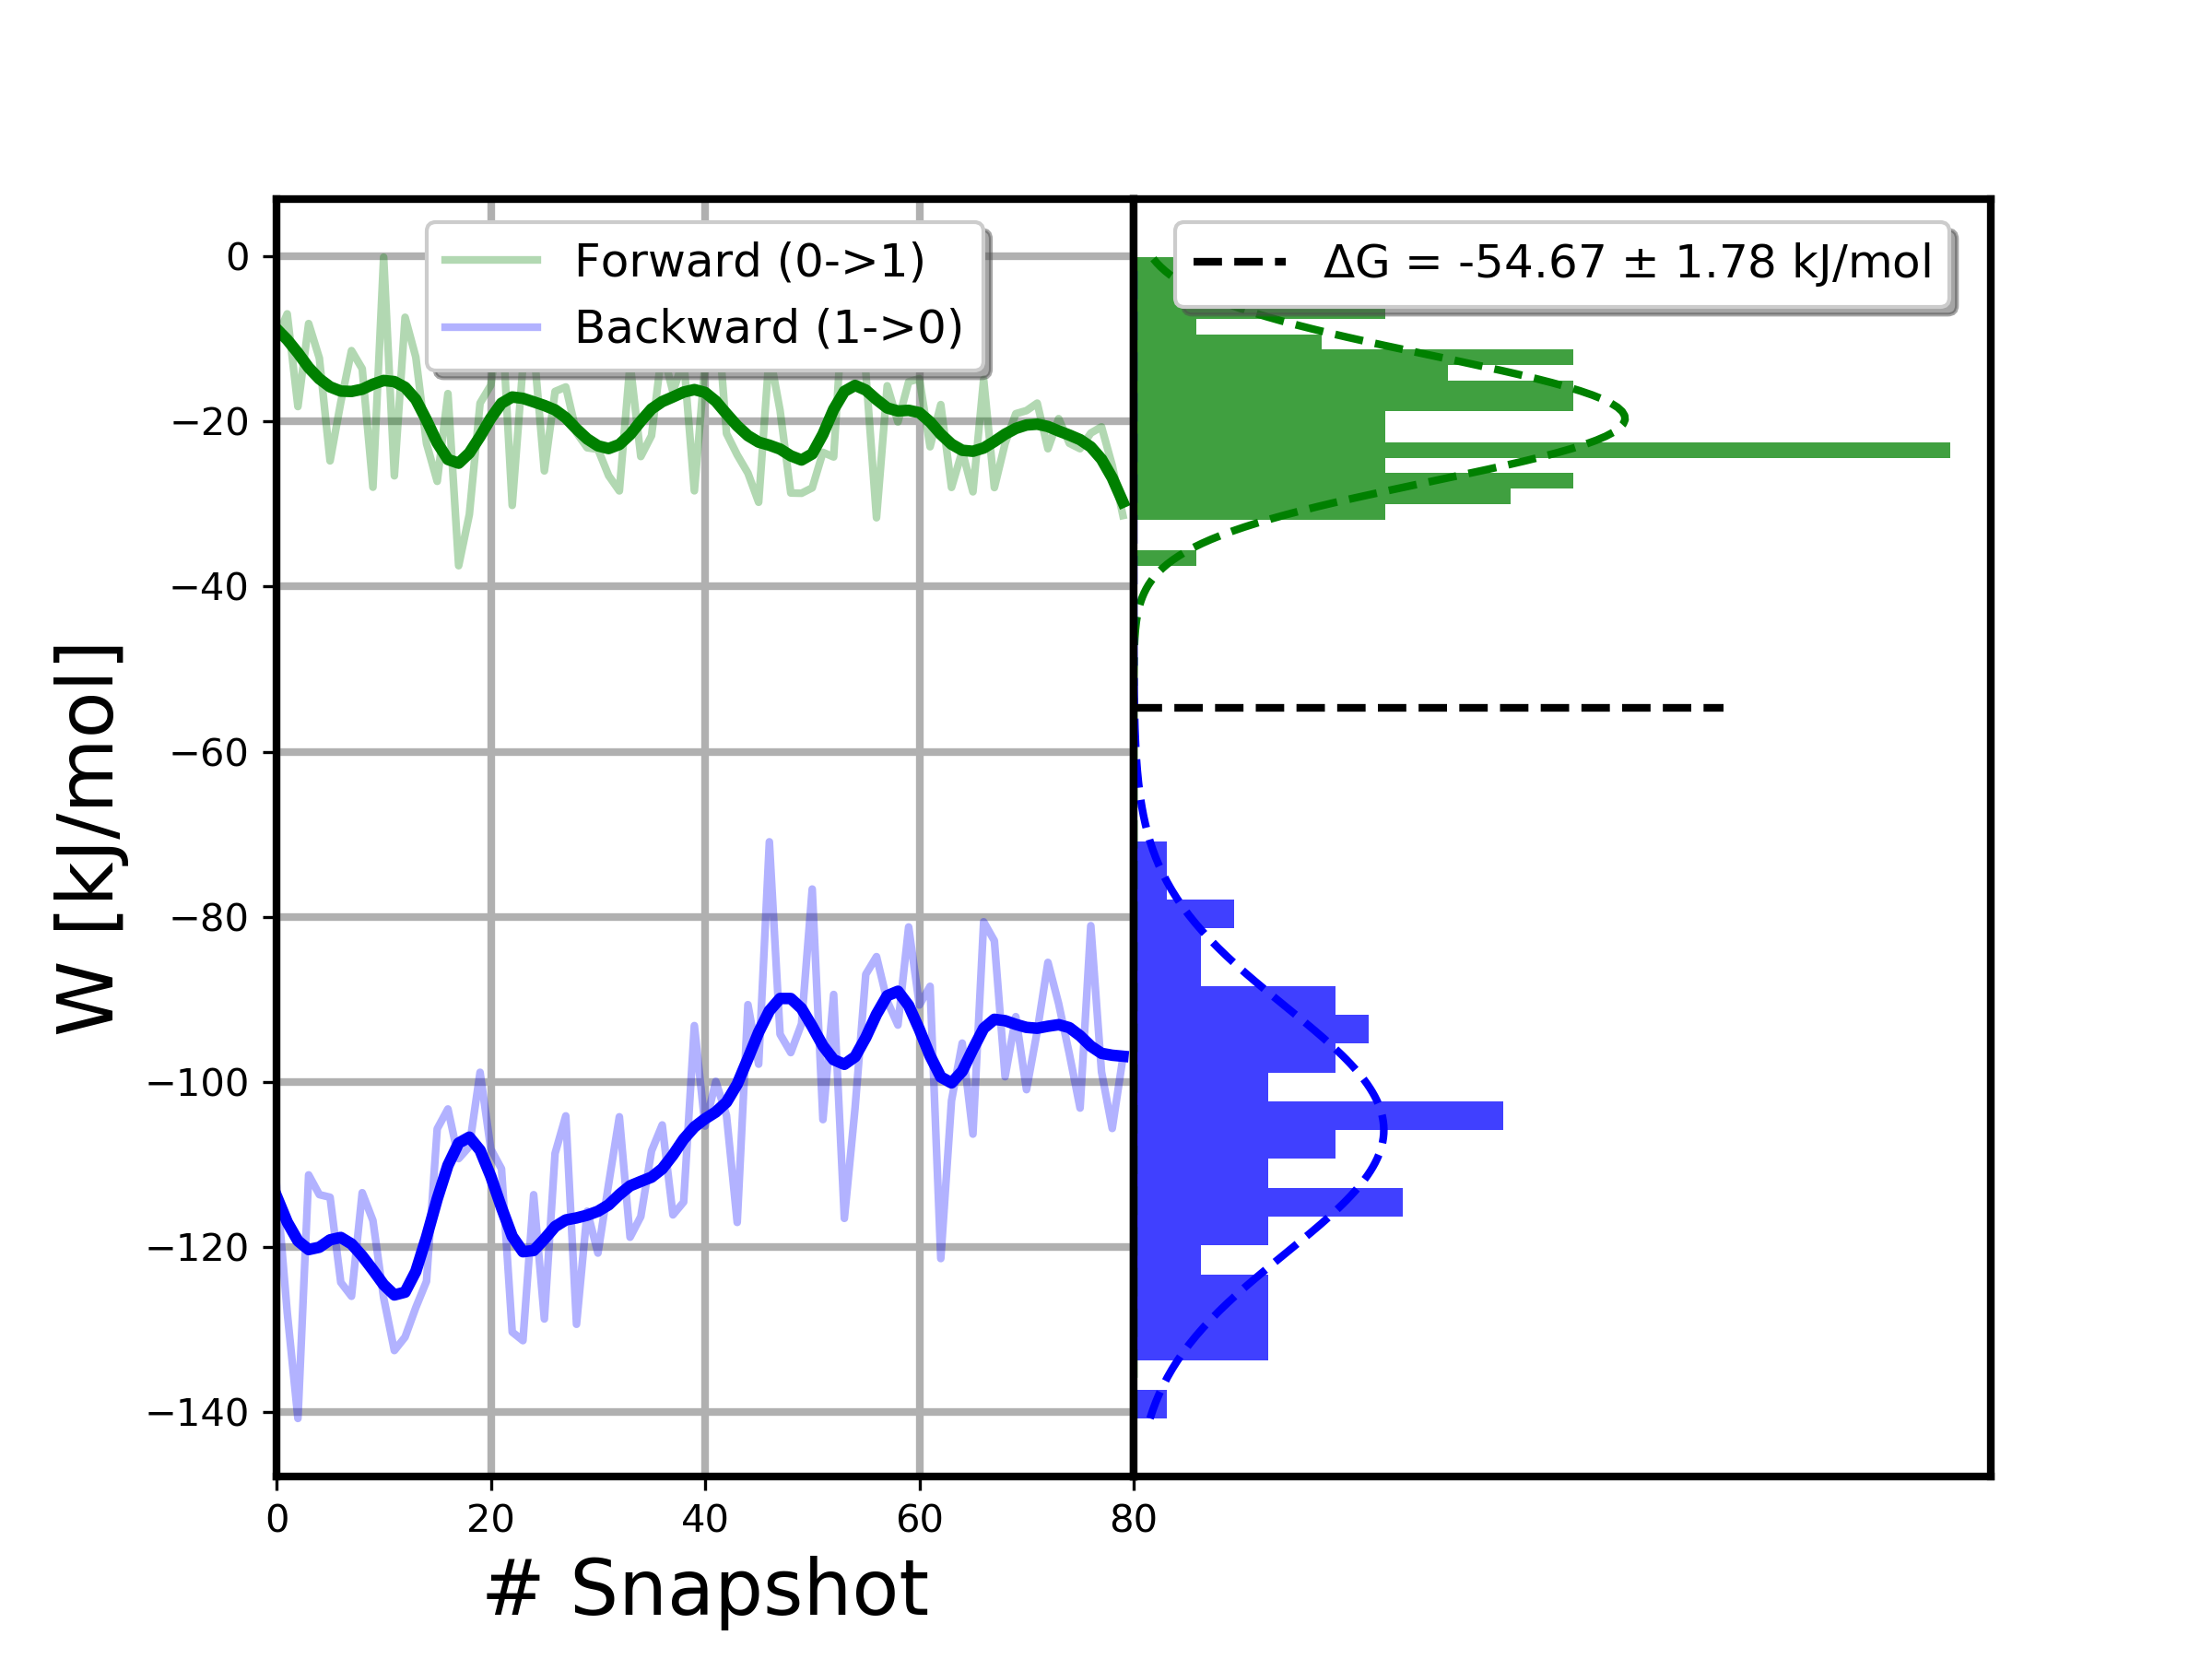 Forward (0->1)
Backward (1->0)
ΔG = -54.67 ± 1.78 kJ/mol
W [kJ/mol]
0
−20
−40
−60
−80
−100
−120
−140
0 20 40 60 80
# Snapshot